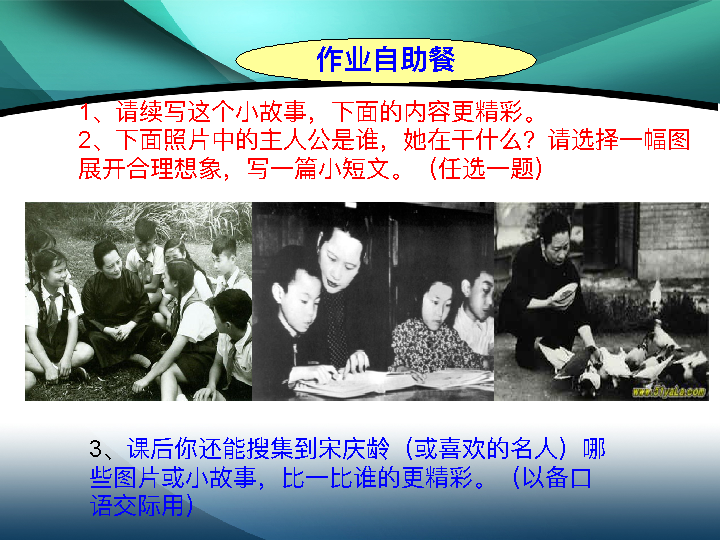 作业自助餐
1、请续写这个小故事，下面的内容更精彩。
2、下面照片中的主人公是谁，她在干什么？请选择一幅图
展开合理想象，写一篇小短文。（任选一题）
www.51yala.com
3、课后你还能搜集到宋庆龄（或喜欢的名人）哪
些图片或小故事，比一比谁的更精彩。（以备口
语交际用）